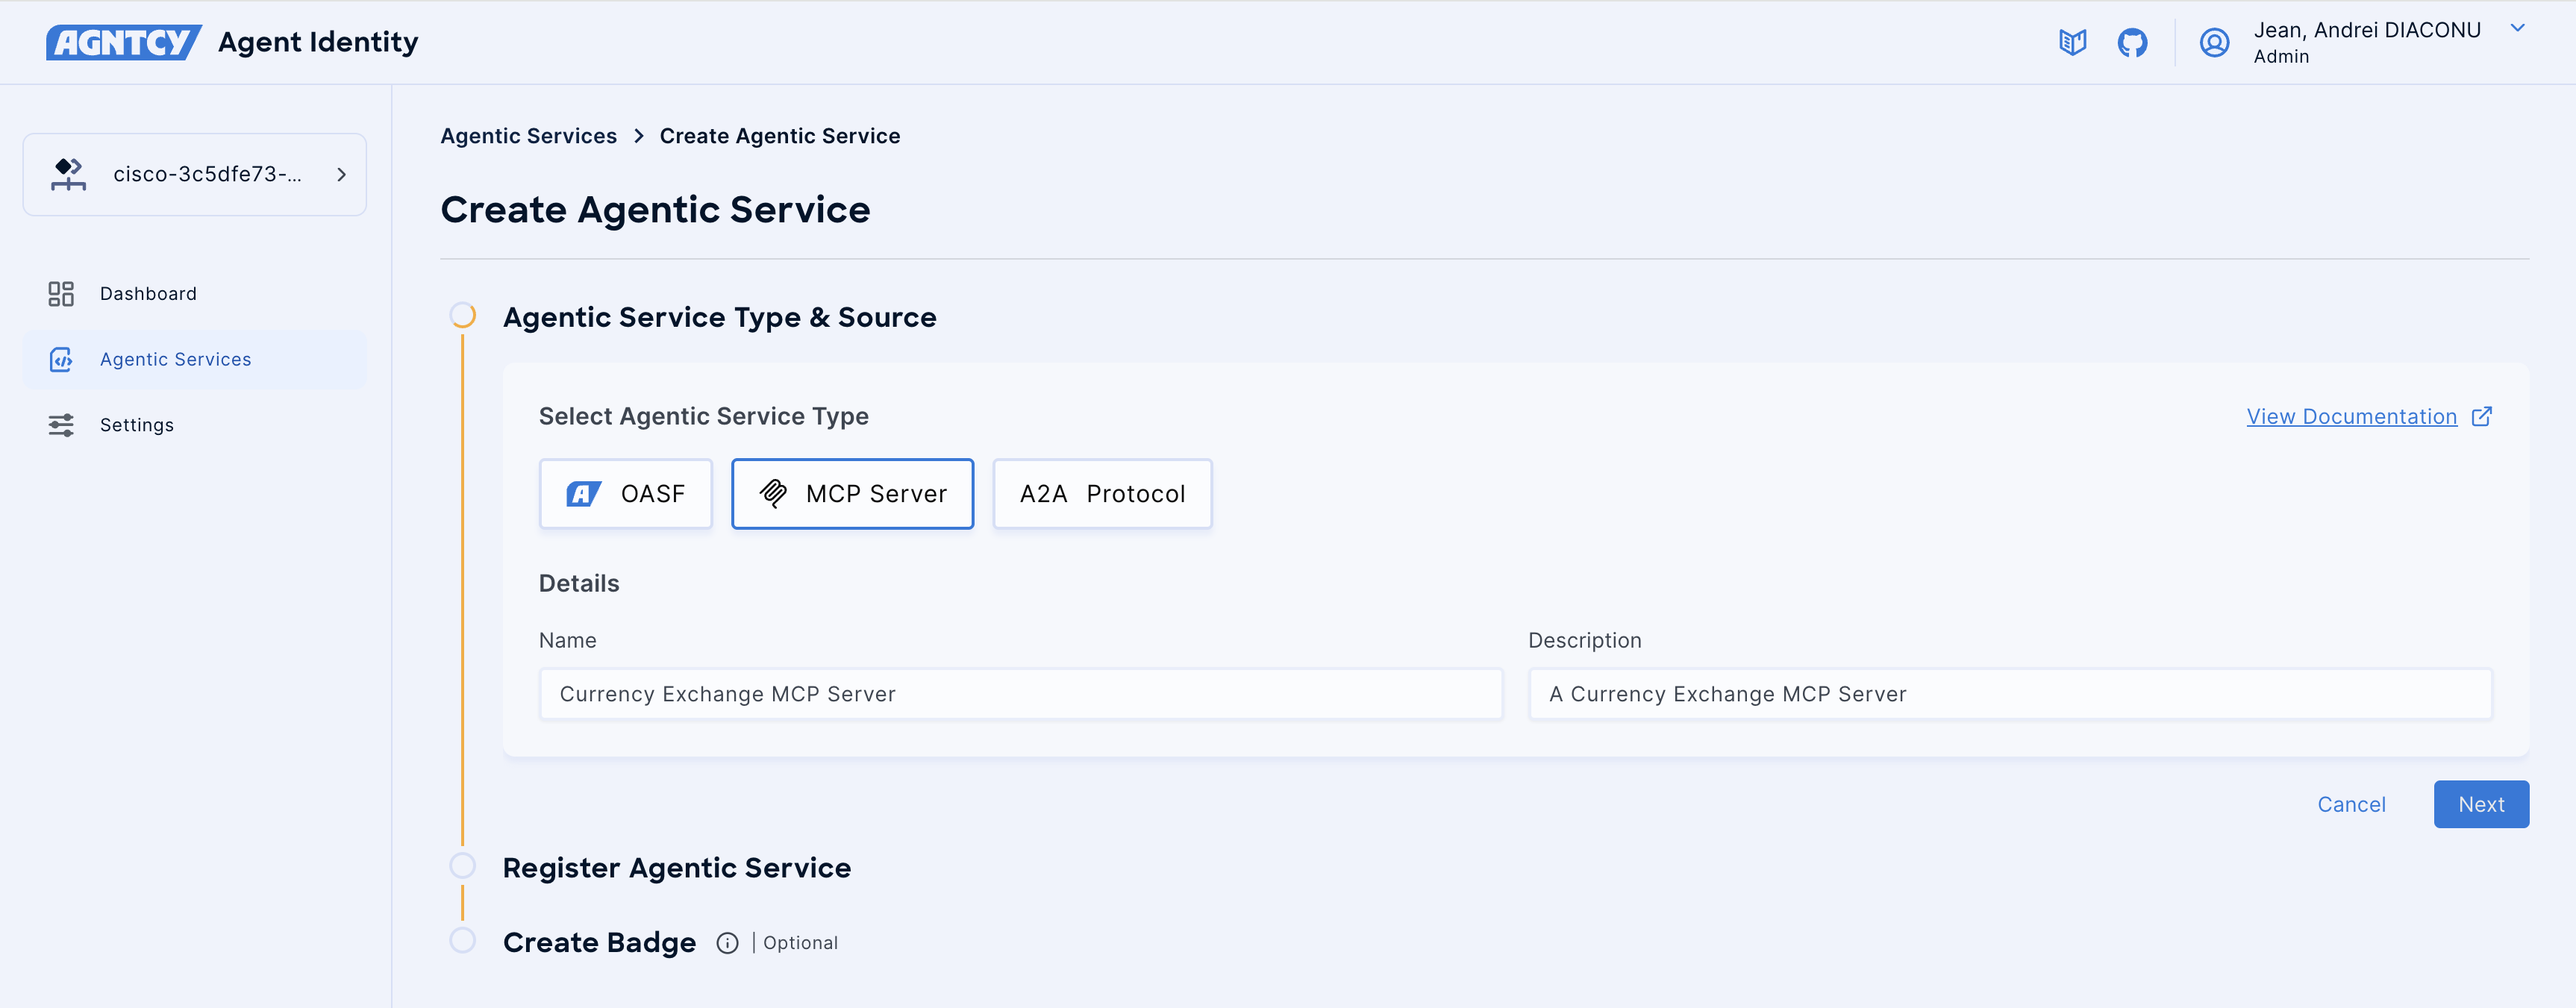 AGNTCY Agent Identity
Jean, Andrei DIACONU
Admin
cisco-3c5dfe73-...
Dashboard
Agentic Services
Settings
Agentic Services > Create Agentic Service
Create Agentic Service
Agentic Service Type & Source
Select Agentic Service Type
View Documentation
A OASF
MCP Server
A2A Protocol
Details
Name
Description
Currency Exchange MCP Server
A Currency Exchange MCP Server
Cancel
Next
Register Agentic Service
Create Badge | Optional